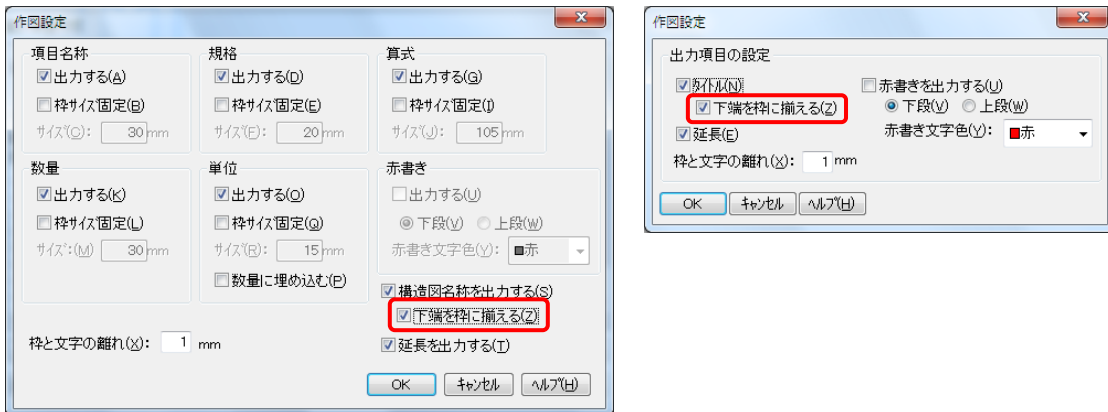 作図設定
項目名称
出力する(A)
枠サイズ固定(B)
サイズ(C): 30 mm
規格
出力する(D)
枠サイズ固定(E)
サイズ(F): 20 mm
算式
出力する(G)
枠サイズ固定(I)
サイズ(J): 105 mm
数量
出力する(K)
枠サイズ固定(L)
サイズ:(M) 30 mm
単位
出力する(O)
枠サイズ固定(Q)
サイズ(R): 15 mm
数量に埋め込む(P)
赤書き
出力する(U)
下段(V) 上段(W)
赤書き文字色(Y): 赤
構造図名称を出力する(S)
下端を枠に揃える(Z)
延長を出力する(T)
枠と文字の離れ(X): 1 mm
OK キャンセル ヘルプ(H)
作図設定
出力項目の設定
タイトル(N)
下端を枠に揃える(Z)
延長(E)
枠と文字の離れ(X): 1 mm
赤書きを出力する(U)
下段(V) 上段(W)
赤書き文字色(Y): 赤
OK キャンセル ヘルプ(H)